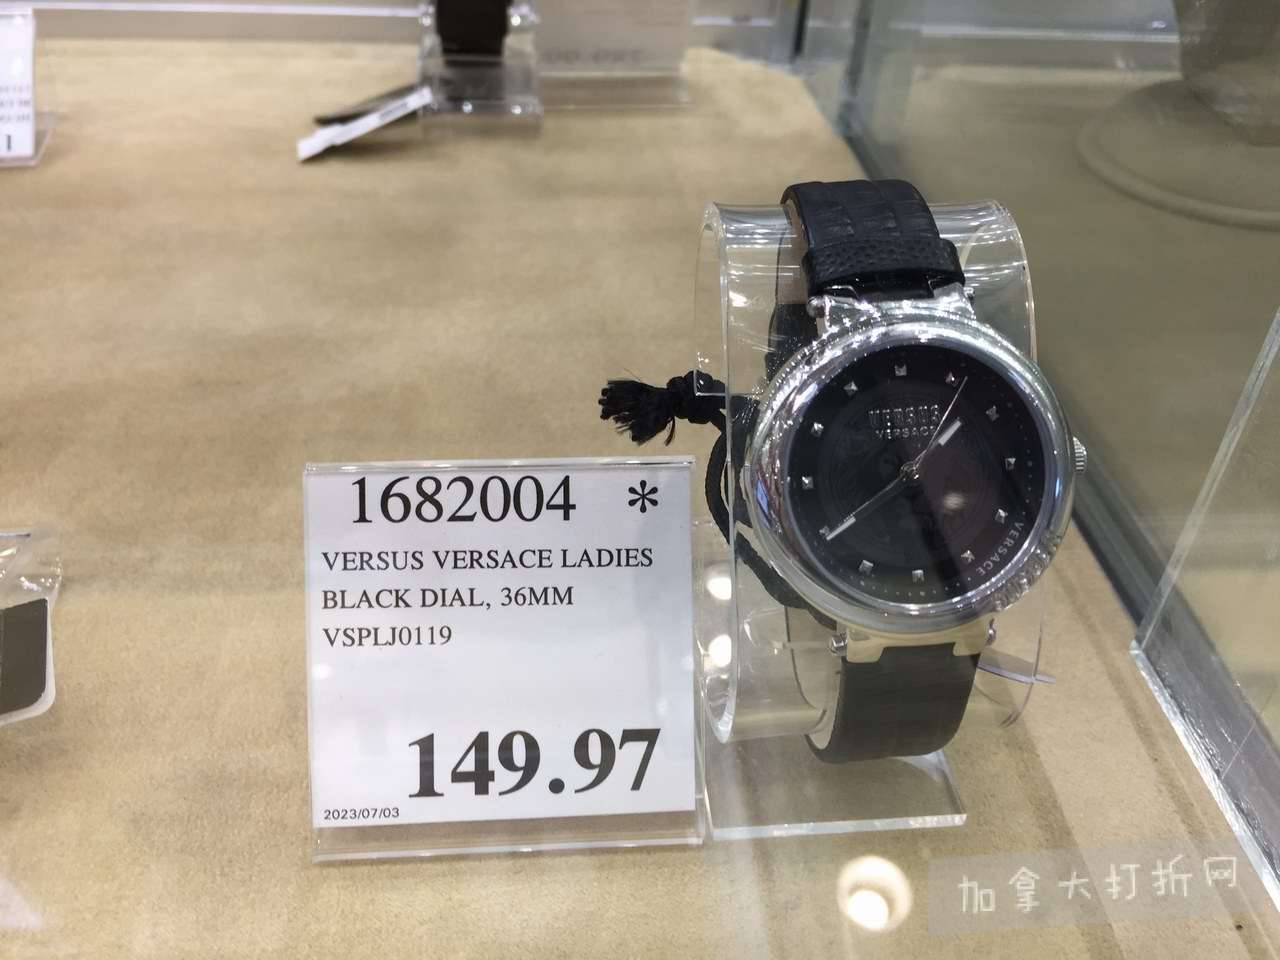 1682004 *
VERSUS VERSACE LADIES
BLACK DIAL, 36MM
VSPLJ0119
149.97
2023/07/03
VERSUS
VERSACE
VERSACE
加拿大打折网